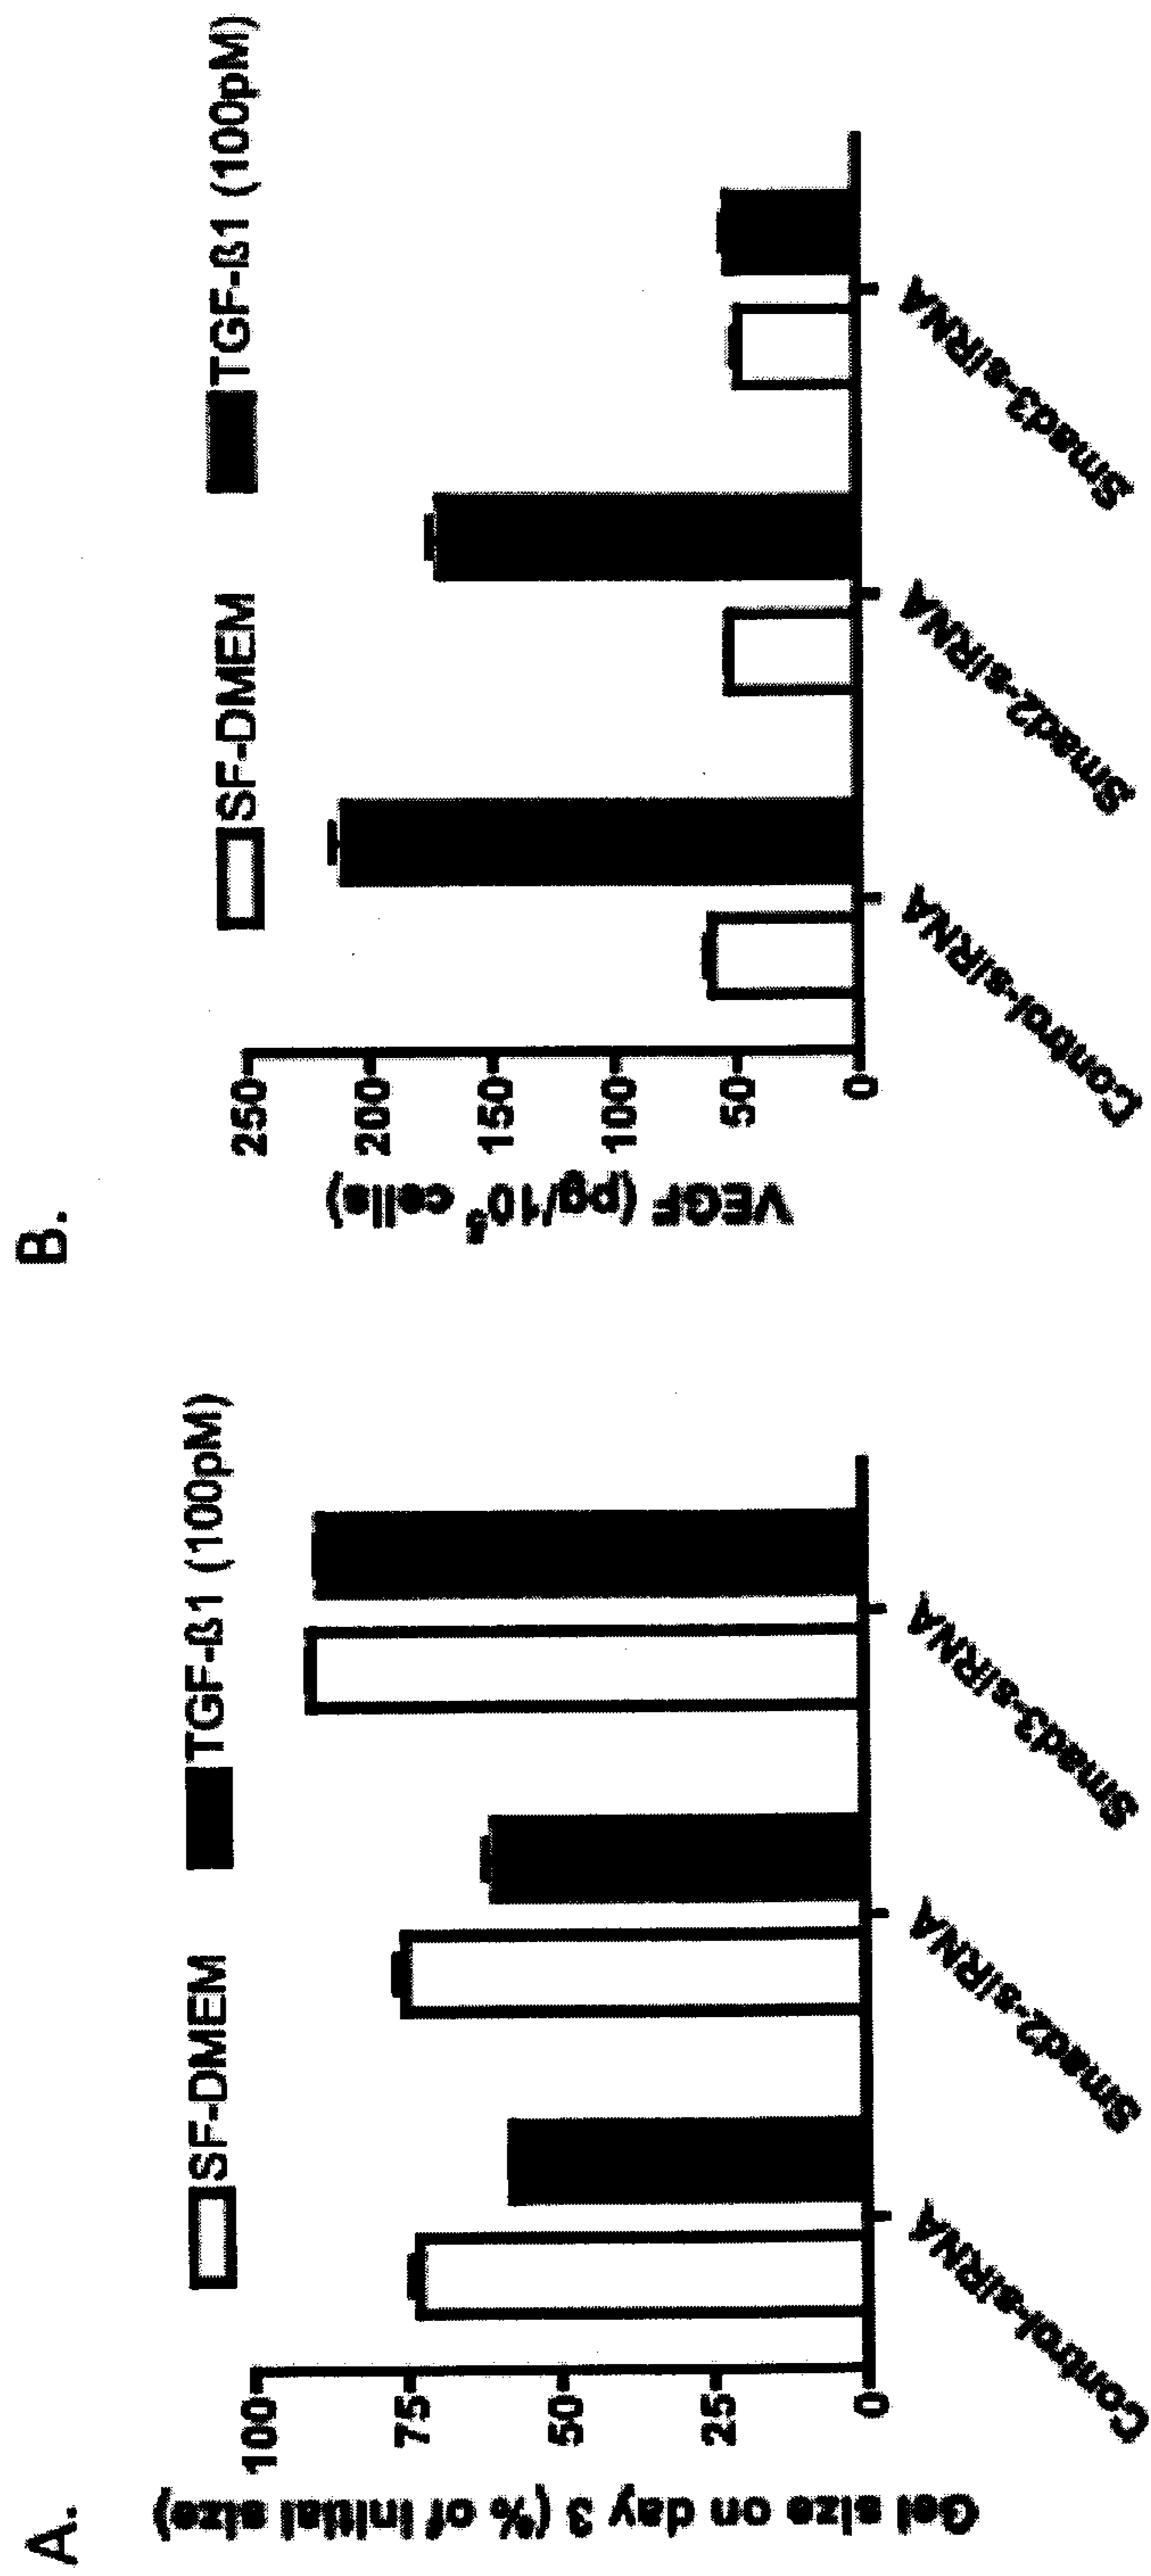 A.
SF-DMEM TGF-ß1 (100pM)
Gel size on day 3 (% of initial size)
100
75
50
25
0
Control-siRNA
Smad2-siRNA
Smad3-siRNA
B.
SF-DMEM TGF-ß1 (100pM)
VEGF (pg/10⁵ cells)
250
200
150
100
50
0
Control-siRNA
Smad2-siRNA
Smad3-siRNA